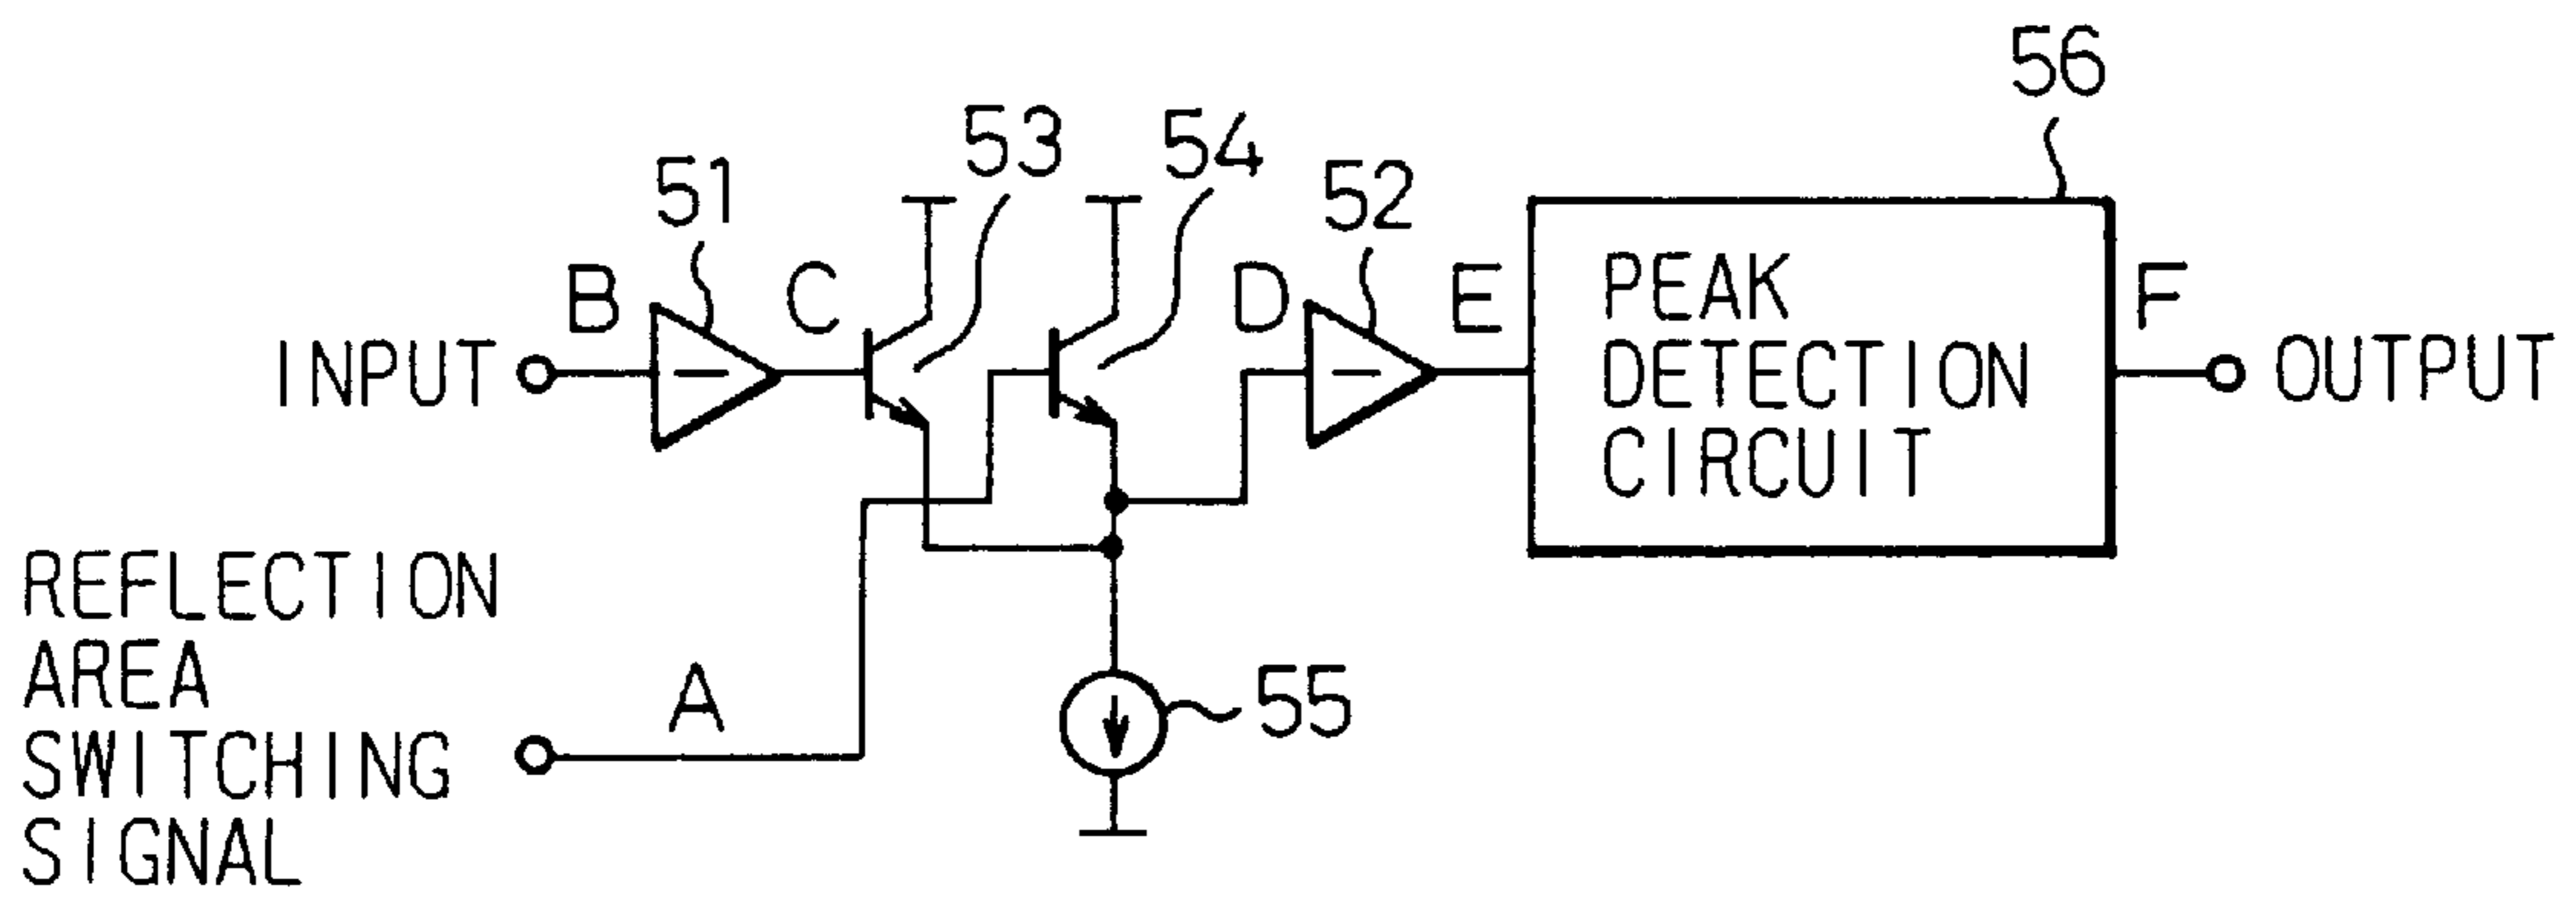 56
53
54
51
52
B
C
D
E
PEAK
DETECTION
CIRCUIT
F
INPUT
OUTPUT
REFLECTION
AREA
SWITCHING
SIGNAL
A
55